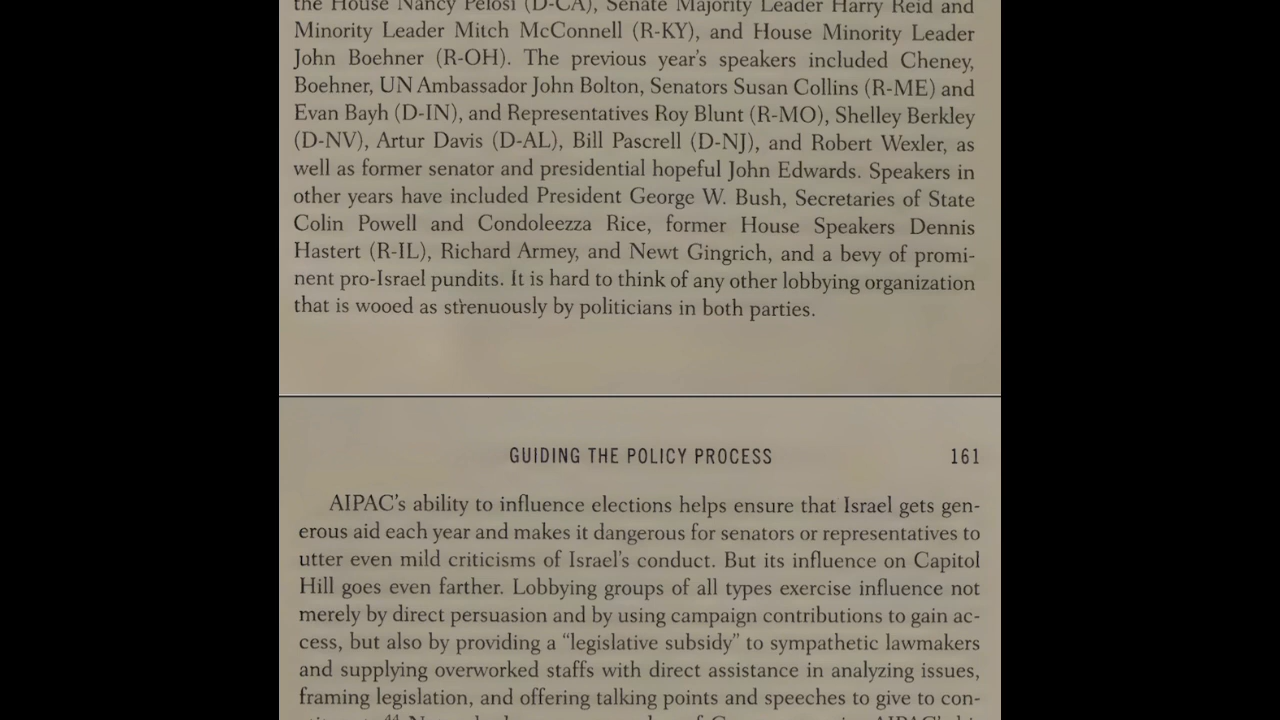 the House Nancy Pelosi (D-CA), Senate Majority Leader Harry Reid and
Minority Leader Mitch McConnell (R-KY), and House Minority Leader
John Boehner (R-OH). The previous year's speakers included Cheney,
Boehner, UN Ambassador John Bolton, Senators Susan Collins (R-ME) and
Evan Bayh (D-IN), and Representatives Roy Blunt (R-MO), Shelley Berkley
(D-NV), Artur Davis (D-AL), Bill Pascrell (D-NJ), and Robert Wexler, as
well as former senator and presidential hopeful John Edwards. Speakers in
other years have included President George W. Bush, Secretaries of State
Colin Powell and Condoleezza Rice, former House Speakers Dennis
Hastert (R-IL), Richard Armey, and Newt Gingrich, and a bevy of promi-
nent pro-Israel pundits. It is hard to think of any other lobbying organization
that is wooed as strenuously by politicians in both parties.
GUIDING THE POLICY PROCESS 161
AIPAC's ability to influence elections helps ensure that Israel gets gen-
erous aid each year and makes it dangerous for senators or representatives to
utter even mild criticisms of Israel's conduct. But its influence on Capitol
Hill goes even farther. Lobbying groups of all types exercise influence not
merely by direct persuasion and by using campaign contributions to gain ac-
cess, but also by providing a “legislative subsidy” to sympathetic lawmakers
and supplying overworked staffs with direct assistance in analyzing issues,
framing legislation, and offering talking points and speeches to give to con-